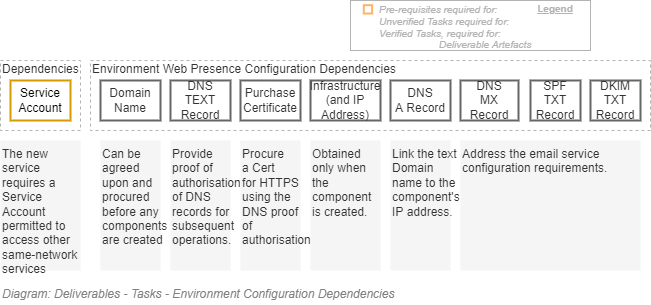 Pre-requisites required for:
Legend
Unverified Tasks required for:
Verified Tasks, required for:
Deliverable Artefacts
Dependencies
Environment Web Presence Configuration Dependencies
Service
Account
Domain
Name
DNS
TEXT
Record
Purchase
Certificate
Infrastructure
(and IP
Address)
DNS
A Record
DNS
MX
Record
SPF
TXT
Record
DKIM
TXT
Record
The new
service
requires a
Service
Account
permitted to
access other
same-network
services
Can be
agreed
upon and
procured
before any
components
are created
Provide
proof of
authorisation
of DNS
records for
subsequent
operations.
Procure
a Cert
for HTTPS
using the
DNS proof
of
authorisation
Obtained
only when
the
component
is created.
Link the text
Domain
name to the
component's
IP address.
Address the email service
configuration requirements.
Diagram: Deliverables - Tasks - Environment Configuration Dependencies